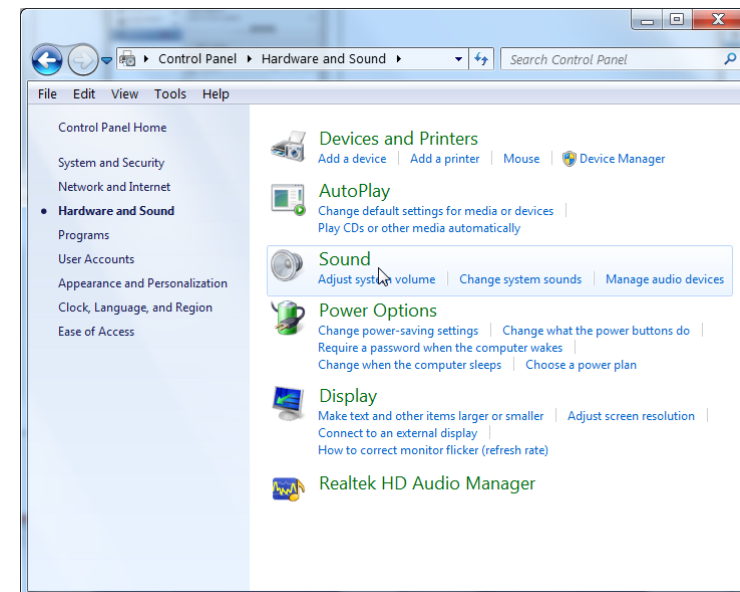 Control Panel Hardware and Sound Search Control Panel
File Edit View Tools Help
Control Panel Home
System and Security
Network and Internet
Hardware and Sound
Programs
User Accounts
Appearance and Personalization
Clock, Language, and Region
Ease of Access
Devices and Printers
Add a device Add a printer Mouse Device Manager
AutoPlay
Change default settings for media or devices
Play CDs or other media automatically
Sound
Adjust system volume Change system sounds Manage audio devices
Power Options
Change power-saving settings Change what the power buttons do
Require a password when the computer wakes
Change when the computer sleeps Choose a power plan
Display
Make text and other items larger or smaller Adjust screen resolution
Connect to an external display
How to correct monitor flicker (refresh rate)
Realtek HD Audio Manager